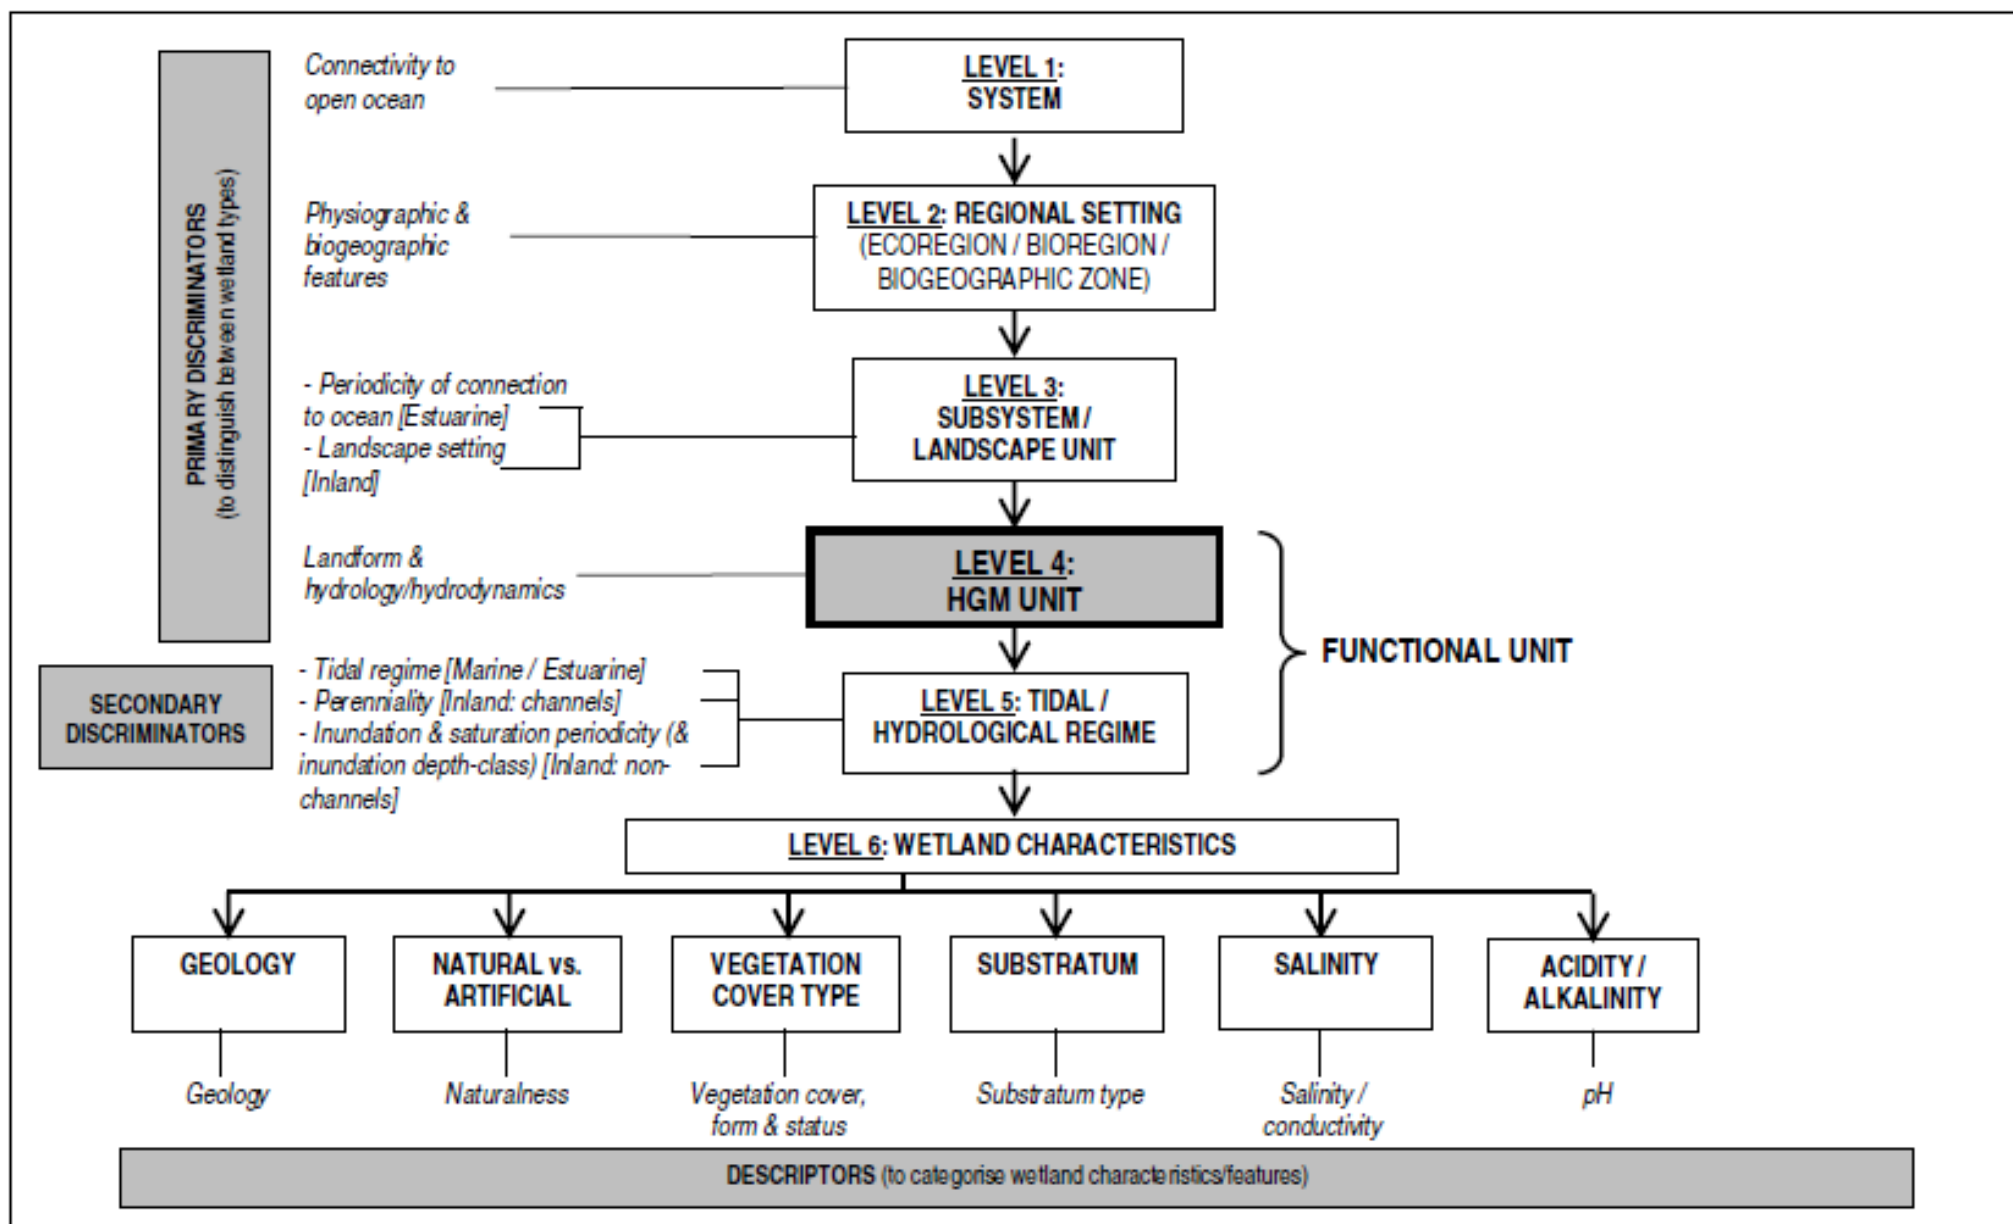 Connectivity to
open ocean
LEVEL 1:
SYSTEM
PRIMARY DISCRIMINATORS
(to distinguish between wetland types)
Physiographic &
biogeographic
features
LEVEL 2: REGIONAL SETTING
(ECOREGION / BIOREGION /
BIOGEOGRAPHIC ZONE)
- Periodicity of connection
to ocean [Estuarine]
- Landscape setting
[Inland]
LEVEL 3:
SUBSYSTEM /
LANDSCAPE UNIT
Landform &
hydrology/hydrodynamics
LEVEL 4:
HGM UNIT
FUNCTIONAL UNIT
SECONDARY
DISCRIMINATORS
- Tidal regime [Marine / Estuarine]
- Perenniality [Inland: channels]
- Inundation & saturation periodicity (&
inundation depth-class) [Inland: non-
channels]
LEVEL 5: TIDAL /
HYDROLOGICAL REGIME
LEVEL 6: WETLAND CHARACTERISTICS
GEOLOGY
NATURAL vs.
ARTIFICIAL
VEGETATION
COVER TYPE
SUBSTRATUM
SALINITY
ACIDITY /
ALKALINITY
Geology
Naturalness
Vegetation cover,
form & status
Substratum type
Salinity /
conductivity
pH
DESCRIPTORS (to categorise wetland characteristics/features)